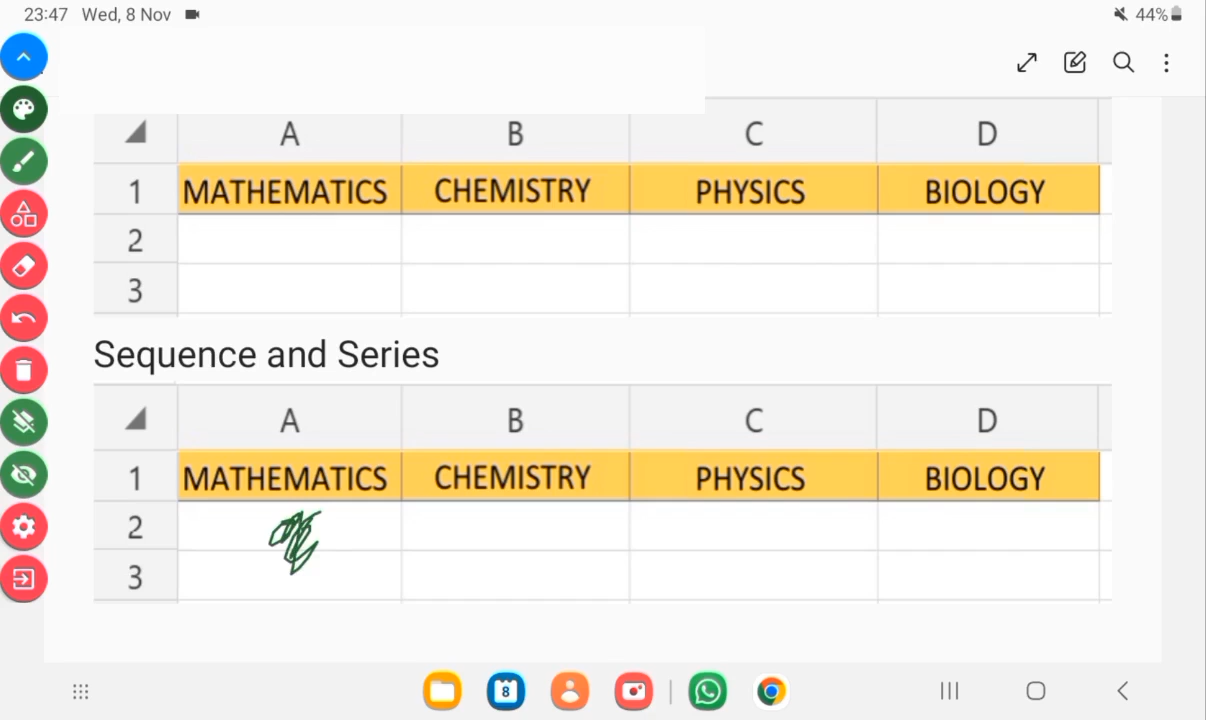 23:47 Wed, 8 Nov 44%
A B C D
1 MATHEMATICS CHEMISTRY PHYSICS BIOLOGY
2
3
Sequence and Series
A B C D
1 MATHEMATICS CHEMISTRY PHYSICS BIOLOGY
2
3
8